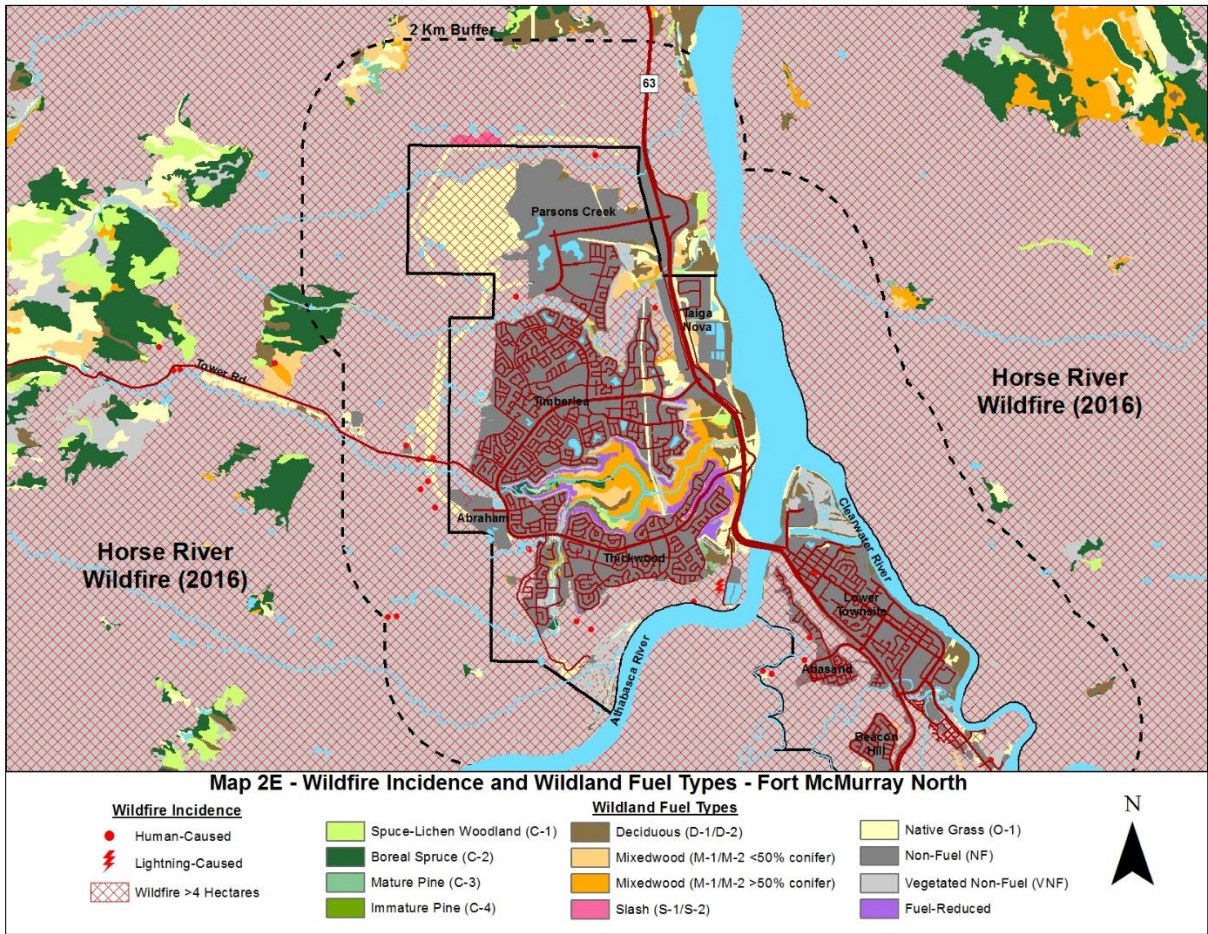 2 Km Buffer
63
Parsons Creek
Taiga
Nova
Horse River
Wildfire (2016)
Tower Rd
Timberlea
Clearwater River
Abraham
Horse River
Wildfire (2016)
Thickwood
Lower
Townsite
Athabasca River
Abasand
Beacon
Hill
Map 2E - Wildfire Incidence and Wildland Fuel Types - Fort McMurray North
Wildfire Incidence
Human-Caused
Lightning-Caused
Wildfire >4 Hectares
Wildland Fuel Types
Spuce-Lichen Woodland (C-1)
Boreal Spruce (C-2)
Mature Pine (C-3)
Immature Pine (C-4)
Deciduous (D-1/D-2)
Mixedwood (M-1/M-2 <50% conifer)
Mixedwood (M-1/M-2 >50% conifer)
Slash (S-1/S-2)
Native Grass (O-1)
Non-Fuel (NF)
Vegetated Non-Fuel (VNF)
Fuel-Reduced
N